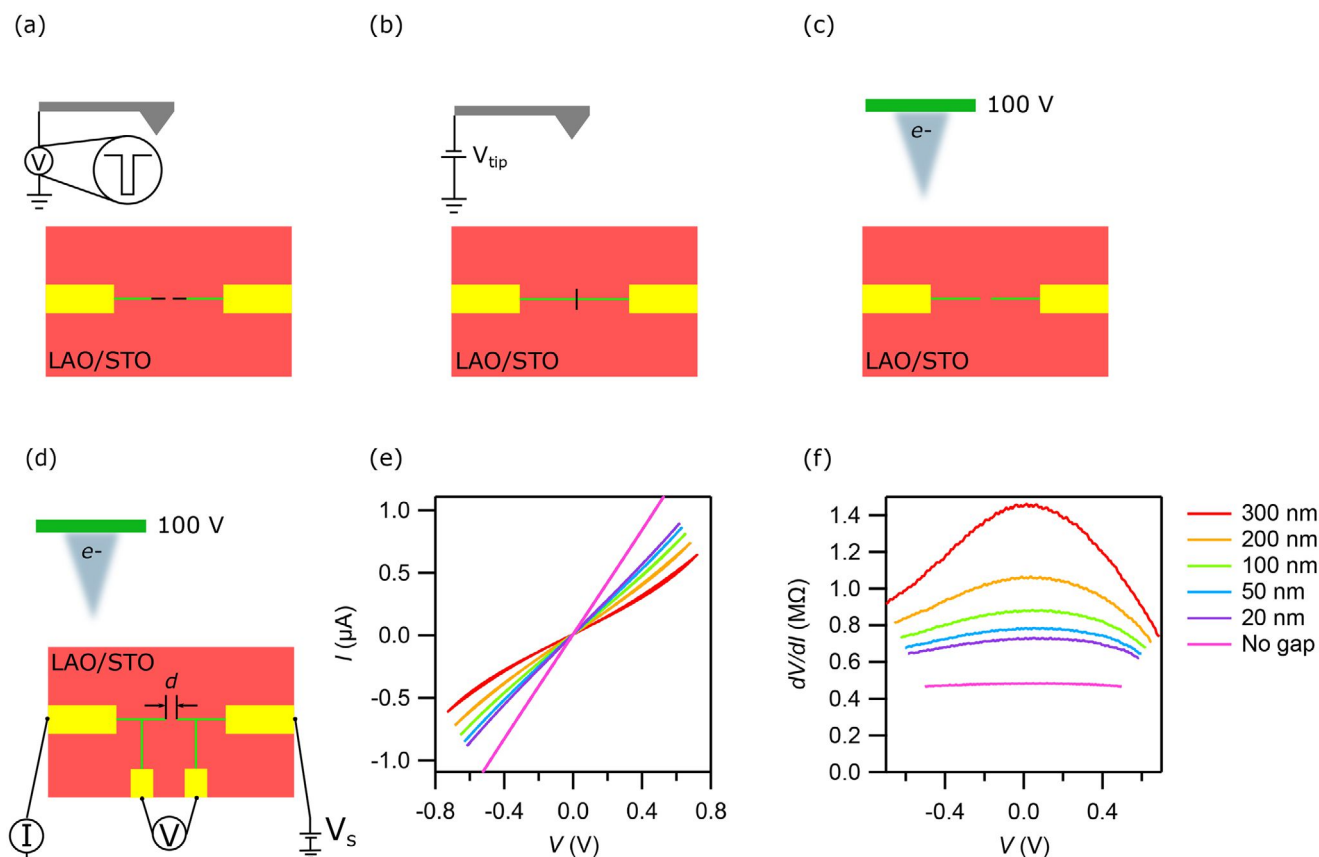 (a)
V
LAO/STO
(b)
V_tip
LAO/STO
(c)
100 V
e-
LAO/STO
(d)
100 V
e-
LAO/STO
d
I
V
V_s
(e)
1.0
0.5
0.0
-0.5
-1.0
I (µA)
-0.8 -0.4 0.0 0.4 0.8
V (V)
(f)
1.4
1.2
1.0
0.8
0.6
0.4
0.2
0.0
dV/dI (MΩ)
-0.4 0.0 0.4
V (V)
300 nm
200 nm
100 nm
50 nm
20 nm
No gap